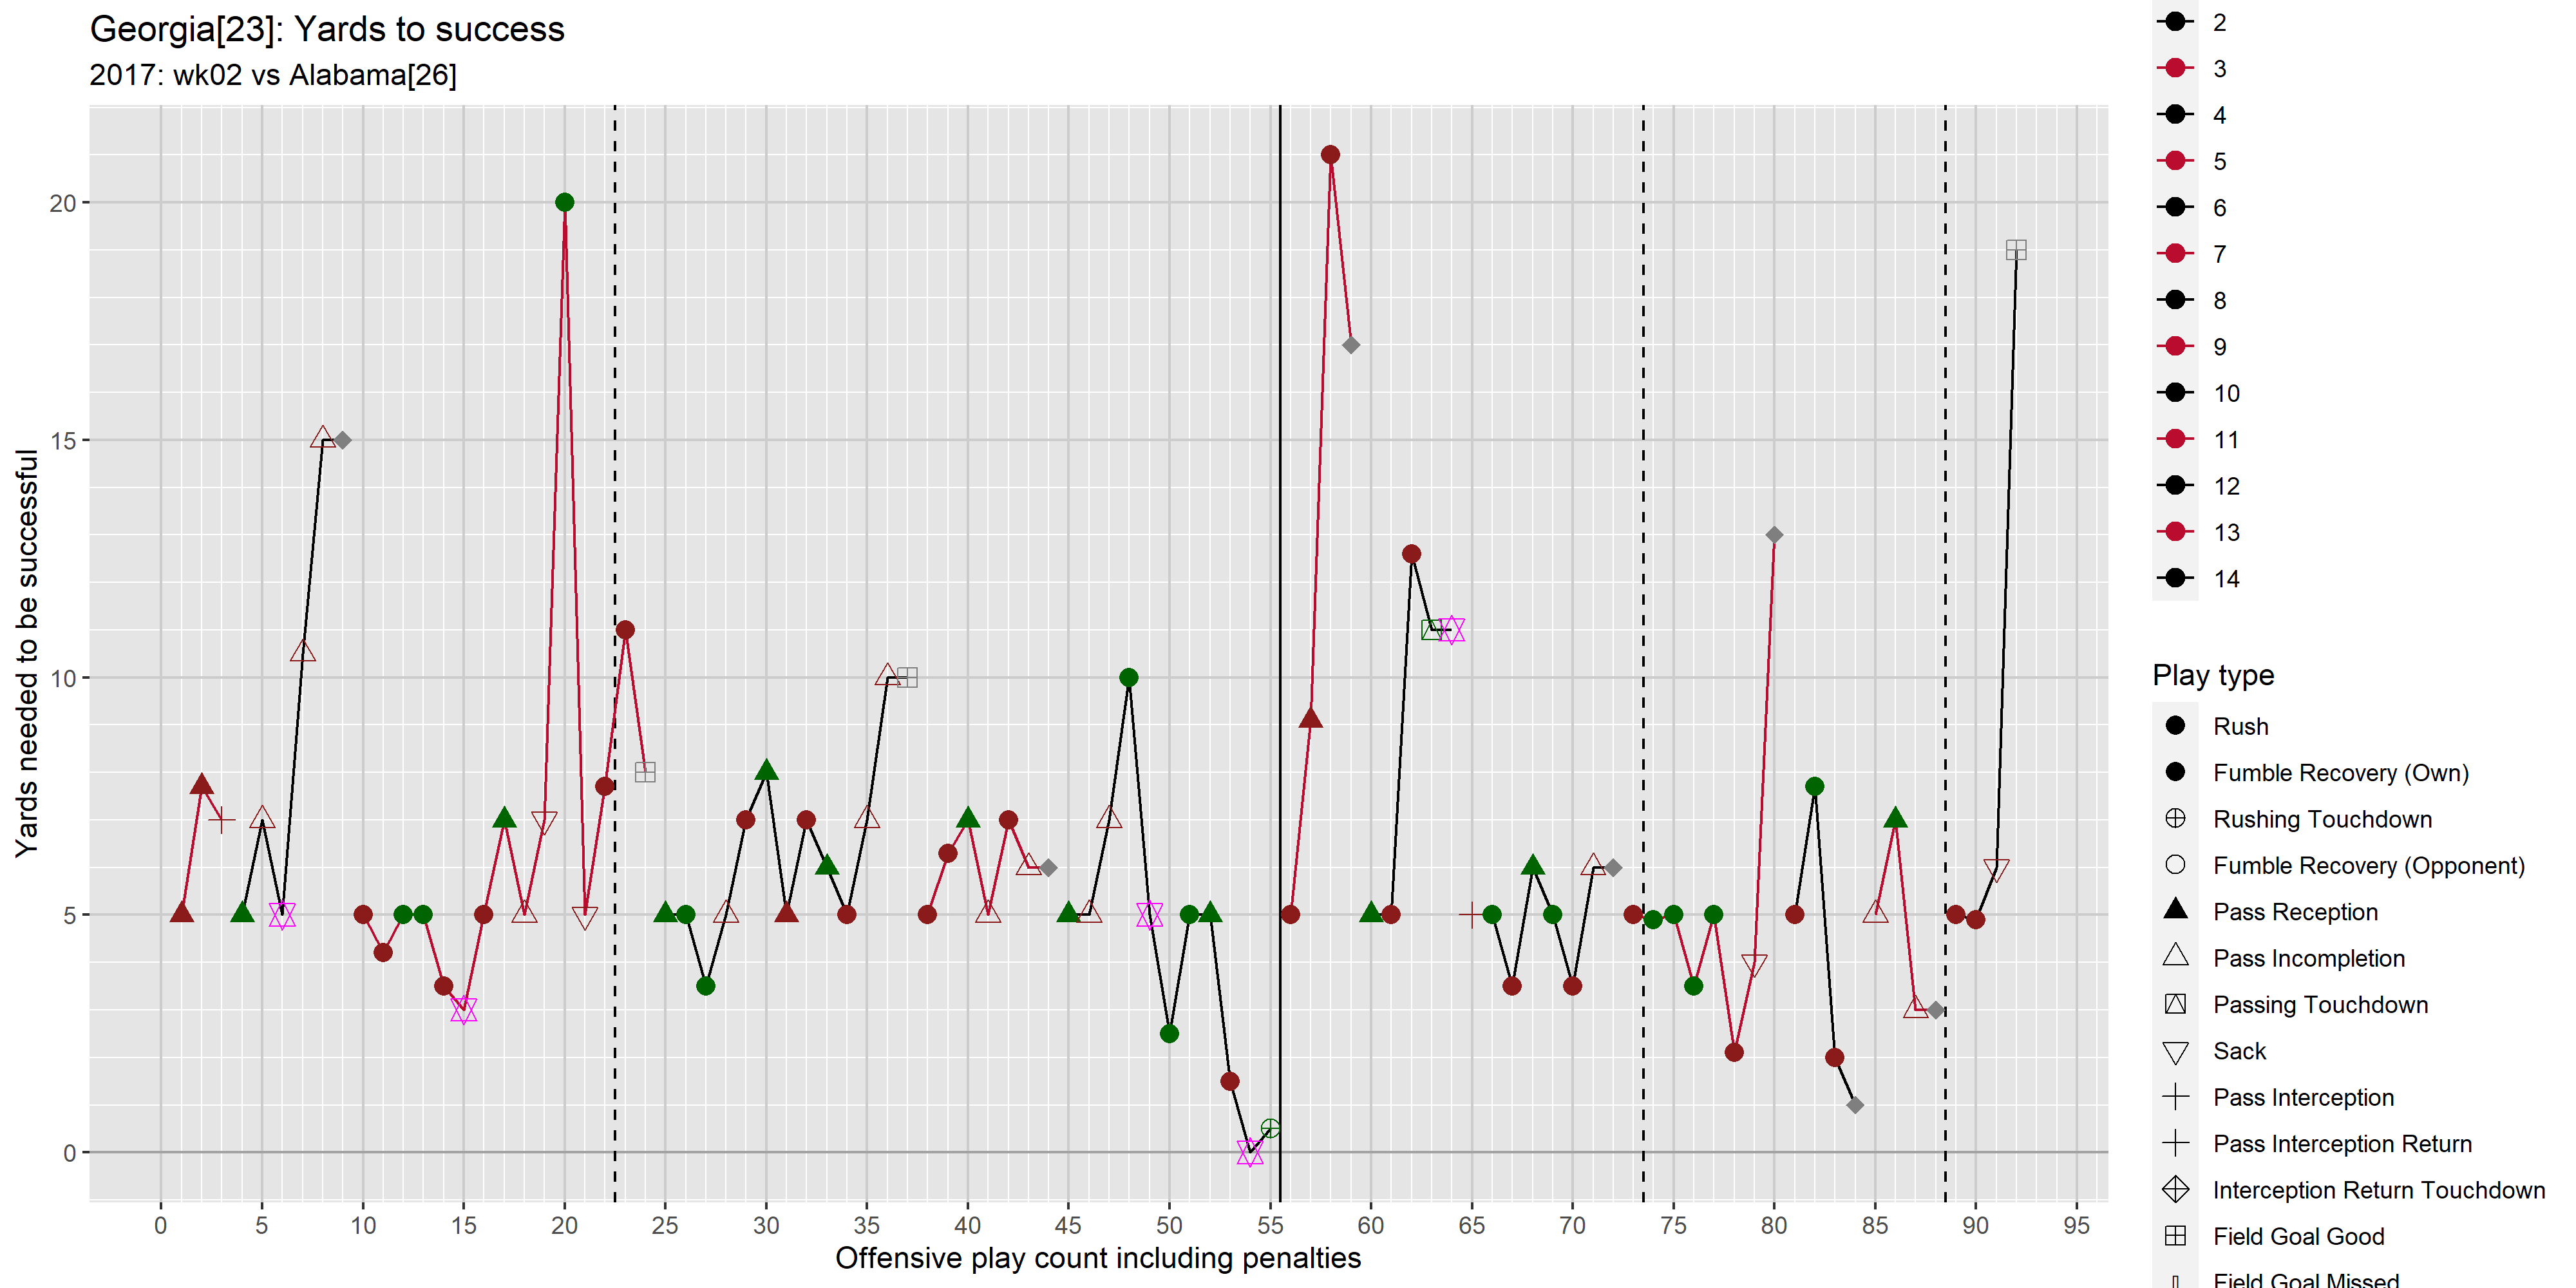 Georgia[23]: Yards to success
2017: wk02 vs Alabama[26]
Yards needed to be successful
20
15
10
5
0
0 5 10 15 20 25 30 35 40 45 50 55 60 65 70 75 80 85 90 95
Offensive play count including penalties
2
3
4
5
6
7
8
9
10
11
12
13
14
Play type
Rush
Fumble Recovery (Own)
Rushing Touchdown
Fumble Recovery (Opponent)
Pass Reception
Pass Incompletion
Passing Touchdown
Sack
Pass Interception
Pass Interception Return
Interception Return Touchdown
Field Goal Good
Field Goal Missed